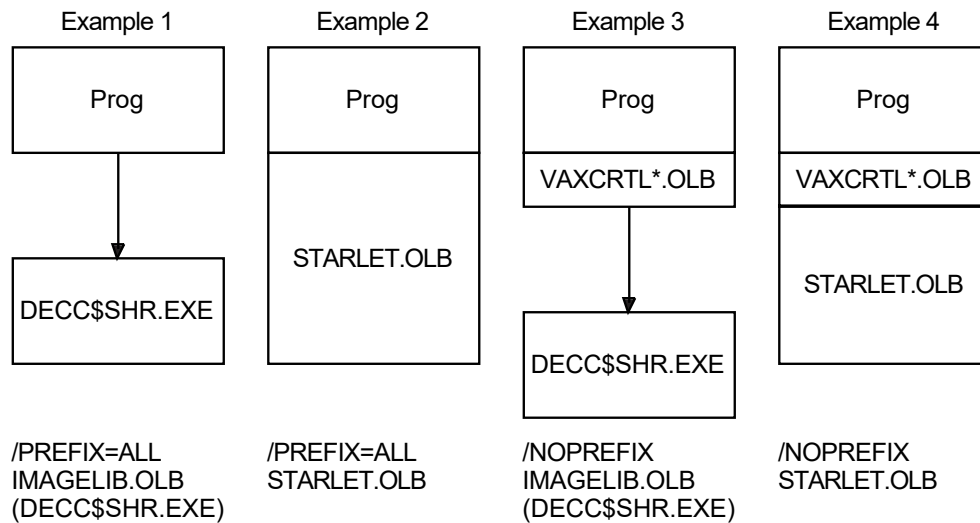 Example 1
Prog
DECC$SHR.EXE
/PREFIX=ALL
IMAGELIB.OLB
(DECC$SHR.EXE)
Example 2
Prog
STARLET.OLB
/PREFIX=ALL
STARLET.OLB
Example 3
Prog
VAXCRTL*.OLB
DECC$SHR.EXE
/NOPREFIX
IMAGELIB.OLB
(DECC$SHR.EXE)
Example 4
Prog
VAXCRTL*.OLB
STARLET.OLB
/NOPREFIX
STARLET.OLB